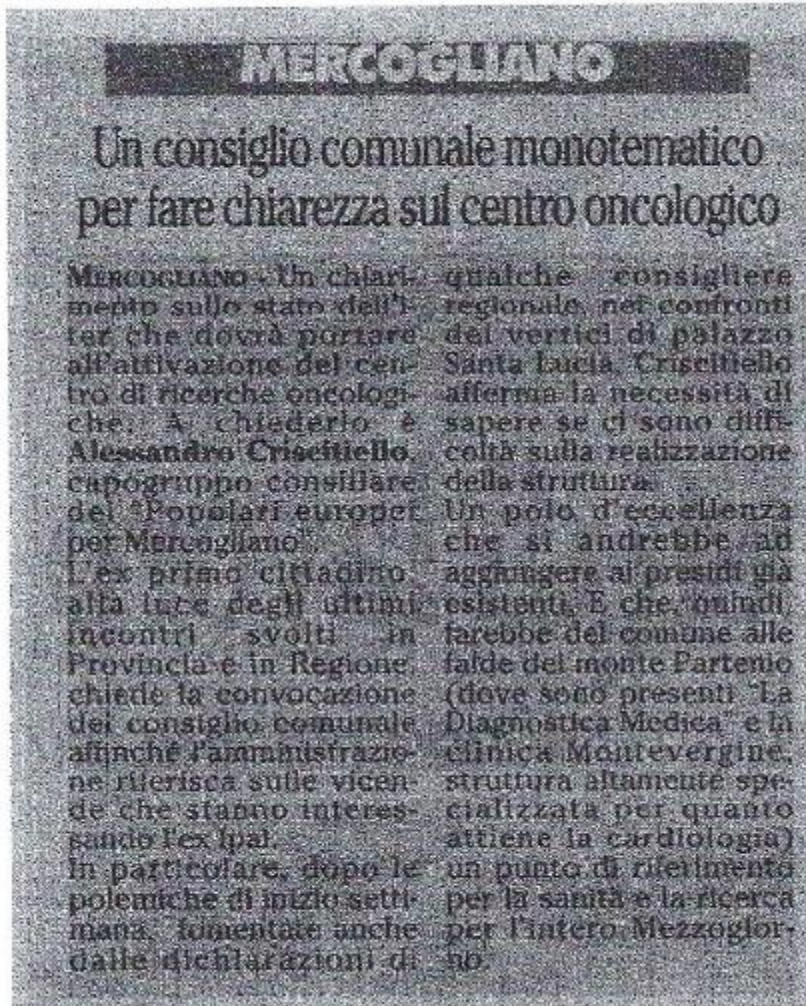 MERCOGLIANO
Un consiglio comunale monotematico
per fare chiarezza sul centro oncologico
MERCOGLIANO - Un chiari-
mento sullo stato dell'i-
ter che dovrà portare
all'attivazione del cen-
tro di ricerche oncologi-
che. A chiederlo è
Alessandro Criscitiello,
capogruppo consiliare
dei "Popolari europei
per Mercogliano".
L'ex primo cittadino,
alla luce degli ultimi
incontri svolti in
Provincia e in Regione,
chiede la convocazione
del consiglio comunale
affinché l'amministrazio-
ne riferisca sulle vicen-
de che stanno interes-
sando l'ex Ipai.
In particolare, dopo le
polemiche di inizio setti-
mana, fomentate anche
dalle dichiarazioni di
qualche consigliere
regionale, nei confronti
dei vertici di palazzo
Santa Lucia, Criscitiello
afferma la necessità di
sapere se ci sono diffi-
coltà sulla realizzazione
della struttura.
Un polo d'eccellenza
che si andrebbe ad
aggiungere ai presidi già
esistenti. E che, quindi,
farebbe del comune alle
falde del monte Partenio
(dove sono presenti "La
Diagnostica Medica" e la
clinica Montevergine,
struttura altamente spe-
cializzata per quanto
attiene la cardiologia)
un punto di riferimento
per la sanità e la ricerca
per l'intero Mezzogior-
no